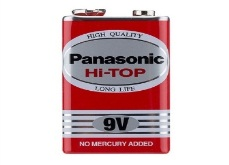 HIGH QUALITY
Panasonic
HI-TOP
LONG LIFE
9V
NO MERCURY ADDED